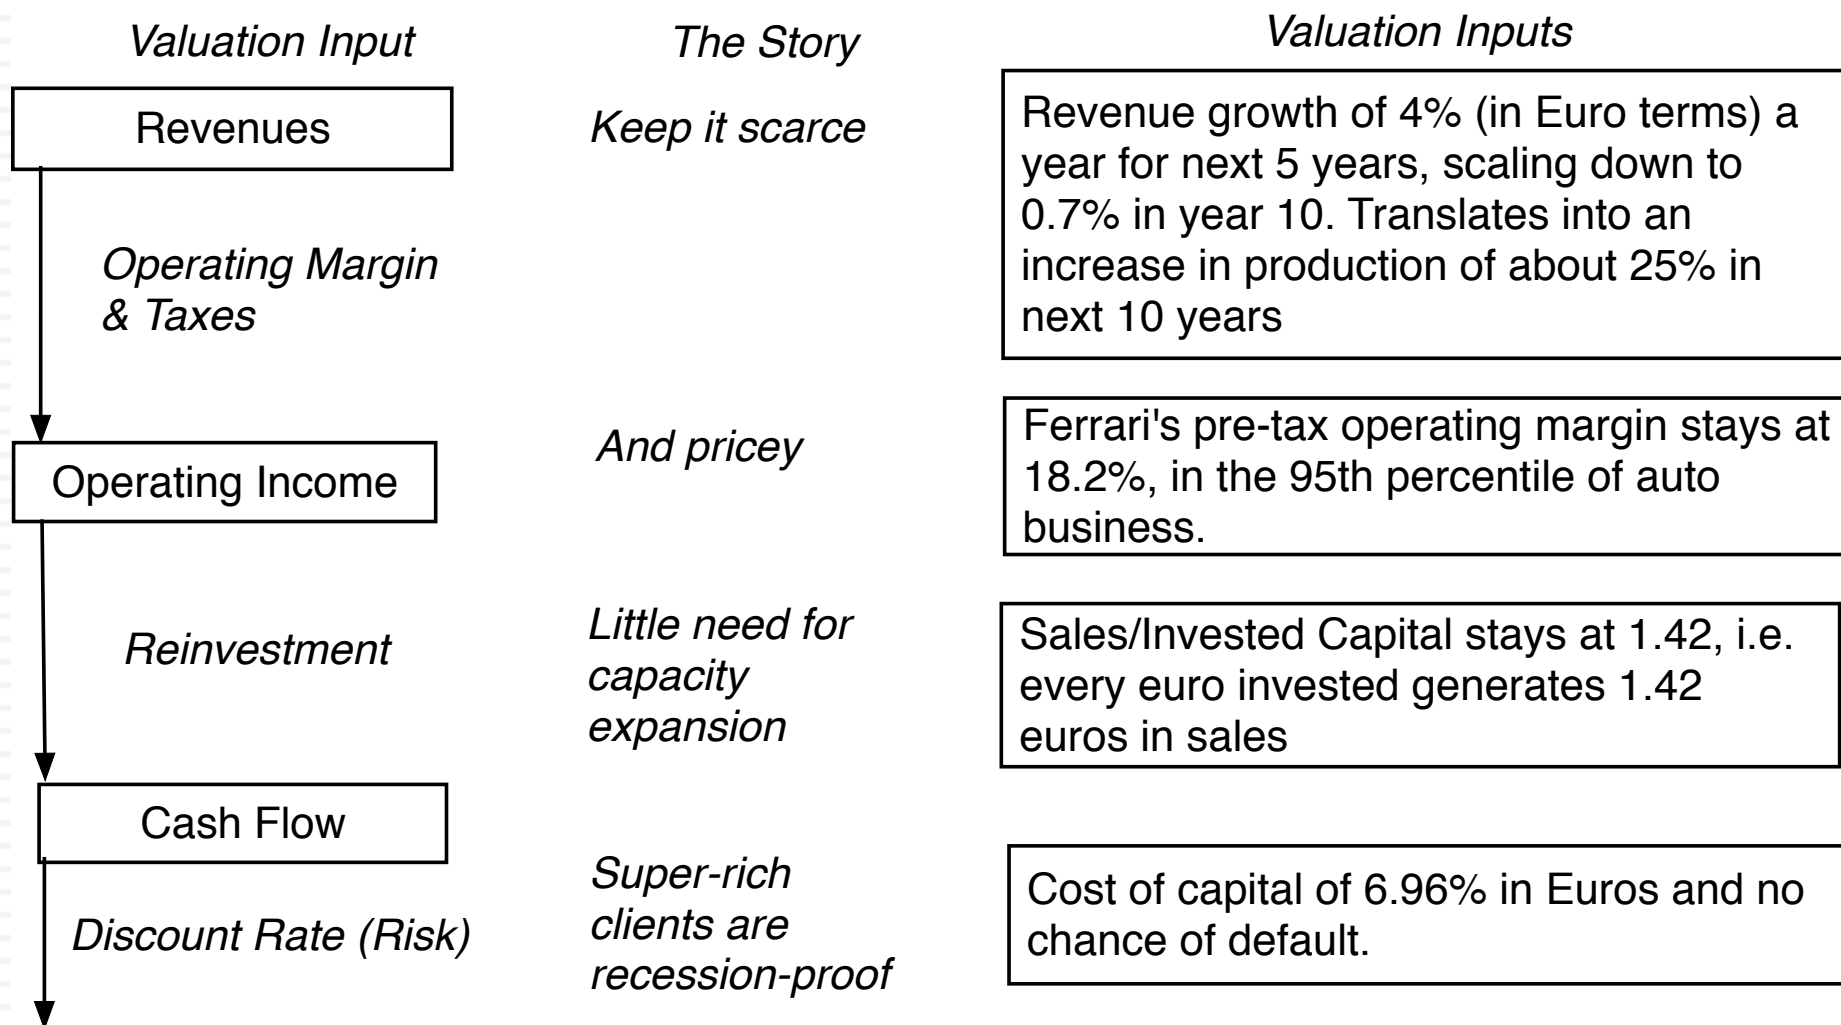 Valuation Input
The Story
Valuation Inputs
Revenues
Keep it scarce
Revenue growth of 4% (in Euro terms) a
year for next 5 years, scaling down to
0.7% in year 10. Translates into an
increase in production of about 25% in
next 10 years
Operating Margin
& Taxes
Operating Income
And pricey
Ferrari's pre-tax operating margin stays at
18.2%, in the 95th percentile of auto
business.
Reinvestment
Little need for
capacity
expansion
Sales/Invested Capital stays at 1.42, i.e.
every euro invested generates 1.42
euros in sales
Cash Flow
Discount Rate (Risk)
Super-rich
clients are
recession-proof
Cost of capital of 6.96% in Euros and no
chance of default.